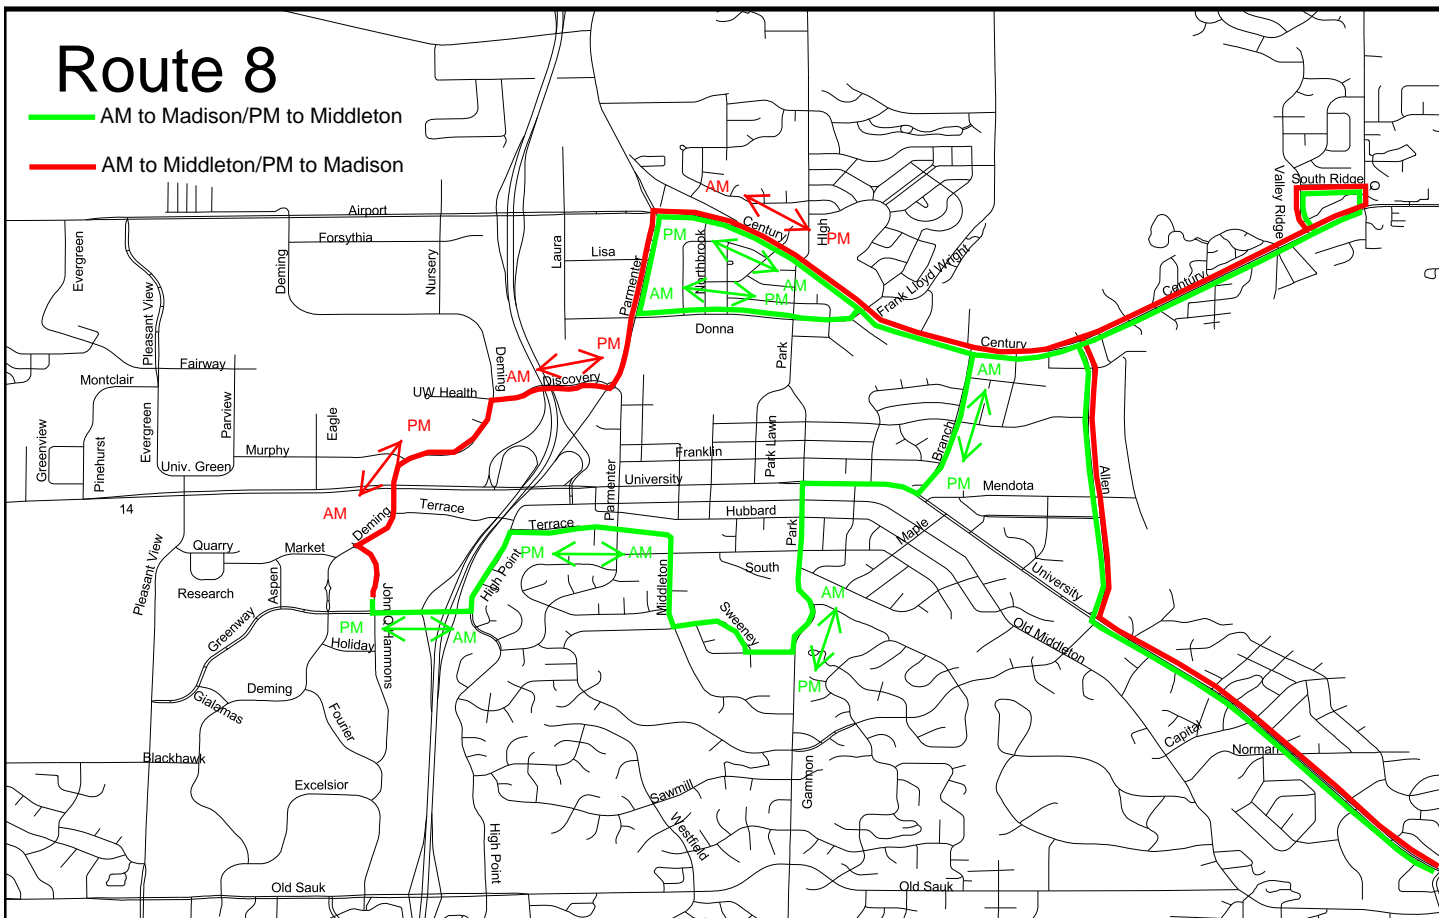 Route 8
AM to Madison/PM to Middleton
AM to Middleton/PM to Madison
South Ridge
Valley Ridge
AM
Airport
Century
High
PM
Forsythia
PM
Evergreen
Deming
Nursery
Laura
Lisa
Northbrook
Parmenter
Pleasant View
Frank Lloyd Wright
Century
AM
AM
PM
Donna
PM
Century
Park
Fairway
Deming
AM
Discovery
AM
Montclair
UW Health
Evergreen
Parview
Eagle
PM
Branch
Greenview
Pinehurst
Murphy
Franklin
Park Lawn
Univ. Green
University
Parmenter
PM
Mendota
Allen
14
AM
Deming
Terrace
Terrace
Hubbard
Park
Maple
Pleasant View
Quarry
Market
PM
AM
High Point
South
University
Aspen
Research
Middleton
AM
John Q Hammons
Sweeney
Greenway
PM
AM
Old Middleton
Holiday
Deming
PM
Gialamas
Fourier
Capital
Norman
Blackhawk
Excelsior
Sawmill
Gammon
Westfield
High Point
Old Sauk
Old Sauk